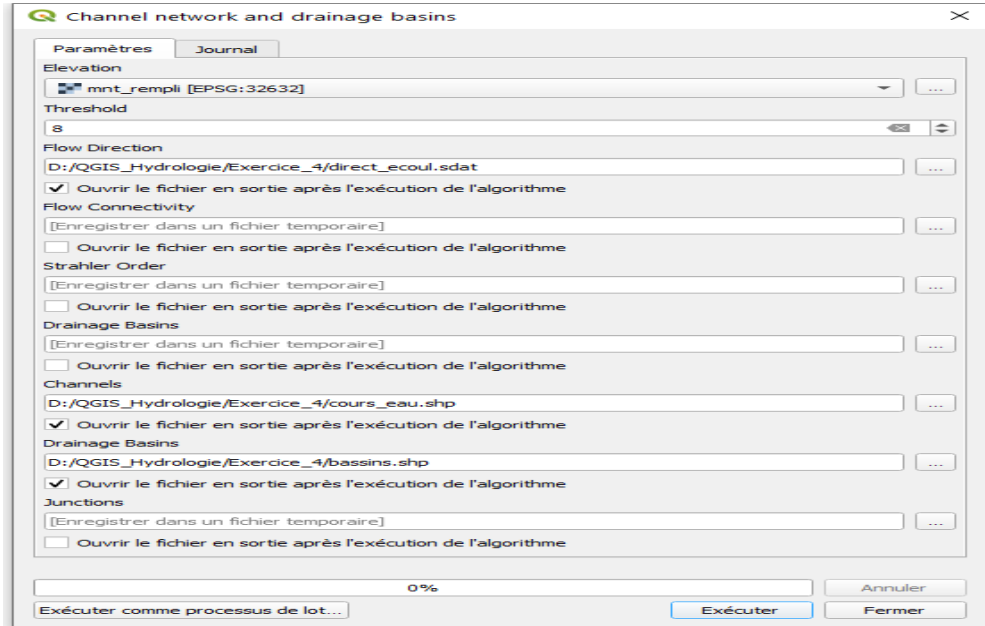 Channel network and drainage basins
Paramètres Journal
Elevation
mnt_rempli [EPSG:32632]
...
Threshold
8
Flow Direction
D:/QGIS_Hydrologie/Exercice_4/direct_ecoul.sdat
...
Ouvrir le fichier en sortie après l'exécution de l'algorithme
Flow Connectivity
[Enregistrer dans un fichier temporaire]
...
Ouvrir le fichier en sortie après l'exécution de l'algorithme
Strahler Order
[Enregistrer dans un fichier temporaire]
...
Ouvrir le fichier en sortie après l'exécution de l'algorithme
Drainage Basins
[Enregistrer dans un fichier temporaire]
...
Ouvrir le fichier en sortie après l'exécution de l'algorithme
Channels
D:/QGIS_Hydrologie/Exercice_4/cours_eau.shp
...
Ouvrir le fichier en sortie après l'exécution de l'algorithme
Drainage Basins
D:/QGIS_Hydrologie/Exercice_4/bassins.shp
...
Ouvrir le fichier en sortie après l'exécution de l'algorithme
Junctions
[Enregistrer dans un fichier temporaire]
...
Ouvrir le fichier en sortie après l'exécution de l'algorithme
0% Annuler
Exécuter comme processus de lot... Exécuter Fermer